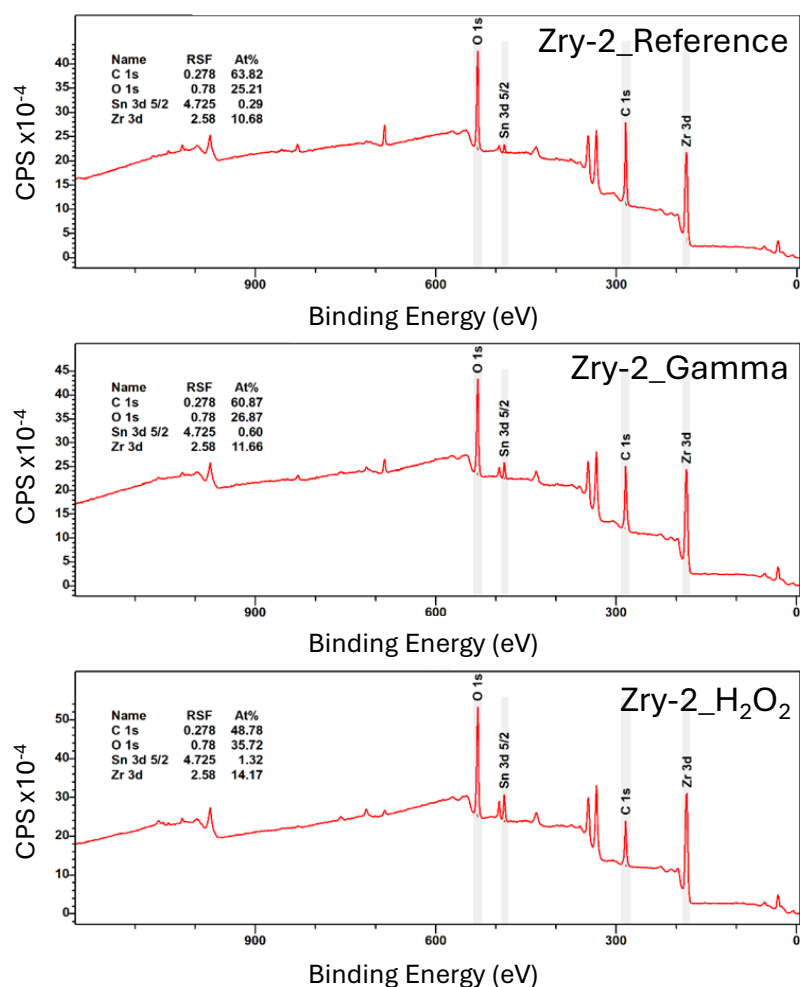 Zry-2_Reference
CPS x10-4
40
35
30
25
20
15
10
5
0
Name RSF At%
C 1s 0.278 63.82
O 1s 0.78 25.21
Sn 3d 5/2 4.725 0.29
Zr 3d 2.58 10.68
O 1s
Sn 3d 5/2
C 1s
Zr 3d
900 600 300 0
Binding Energy (eV)
Zry-2_Gamma
CPS x10-4
45
40
35
30
25
20
15
10
5
0
Name RSF At%
C 1s 0.278 60.87
O 1s 0.78 26.87
Sn 3d 5/2 4.725 0.60
Zr 3d 2.58 11.66
O 1s
Sn 3d 5/2
C 1s
Zr 3d
900 600 300 0
Binding Energy (eV)
Zry-2_H₂O₂
CPS x10-4
50
40
30
20
10
0
Name RSF At%
C 1s 0.278 48.78
O 1s 0.78 35.72
Sn 3d 5/2 4.725 1.32
Zr 3d 2.58 14.17
O 1s
Sn 3d 5/2
C 1s
Zr 3d
900 600 300 0
Binding Energy (eV)